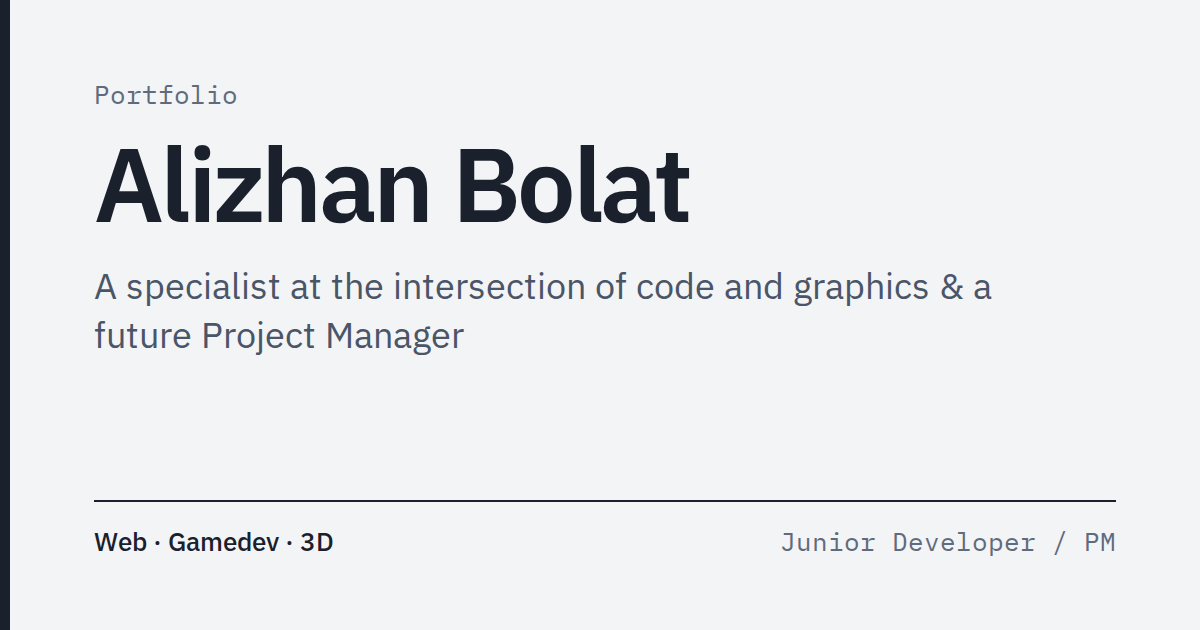 Portfolio
Alizhan Bolat
A specialist at the intersection of code and graphics & a
future Project Manager
Web · Gamedev · 3D
Junior Developer / PM